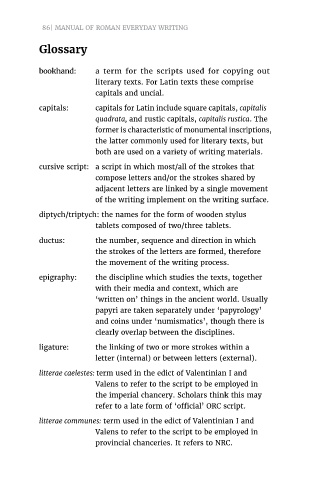 86| MANUAL OF ROMAN EVERYDAY WRITING
Glossary
bookhand: a term for the scripts used for copying out
literary texts. For Latin texts these comprise
capitals and uncial.
capitals: capitals for Latin include square capitals, capitalis
quadrata, and rustic capitals, capitalis rustica. The
former is characteristic of monumental inscriptions,
the latter commonly used for literary texts, but
both are used on a variety of writing materials.
cursive script: a script in which most/all of the strokes that
compose letters and/or the strokes shared by
adjacent letters are linked by a single movement
of the writing implement on the writing surface.
diptych/triptych: the names for the form of wooden stylus
tablets composed of two/three tablets.
ductus: the number, sequence and direction in which
the strokes of the letters are formed, therefore
the movement of the writing process.
epigraphy: the discipline which studies the texts, together
with their media and context, which are
‘written on’ things in the ancient world. Usually
papyri are taken separately under ‘papyrology’
and coins under ‘numismatics’, though there is
clearly overlap between the disciplines.
ligature: the linking of two or more strokes within a
letter (internal) or between letters (external).
litterae caelestes: term used in the edict of Valentinian I and
Valens to refer to the script to be employed in
the imperial chancery. Scholars think this may
refer to a late form of ‘official’ ORC script.
litterae communes: term used in the edict of Valentinian I and
Valens to refer to the script to be employed in
provincial chanceries. It refers to NRC.